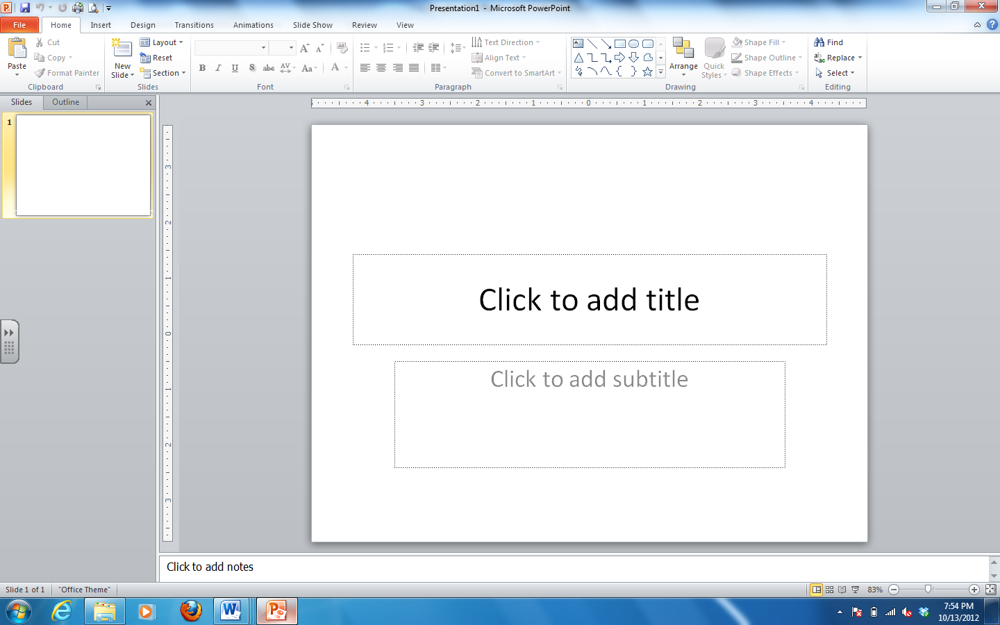 Presentation1 - Microsoft PowerPoint
File Home Insert Design Transitions Animations Slide Show Review View
Paste
Cut
Copy
Format Painter
Clipboard
New Slide
Layout
Reset
Section
Slides
B I U S abc AV Aa A
Font
Text Direction
Align Text
Convert to SmartArt
Paragraph
Arrange
Quick Styles
Shape Fill
Shape Outline
Shape Effects
Drawing
Find
Replace
Select
Editing
Slides Outline
4 3 2 1 0 1 2 3 4
1
3
2
1
0
1
2
3
Click to add title
Click to add subtitle
Click to add notes
Slide 1 of 1 "Office Theme" 83%
7:54 PM
10/13/2012